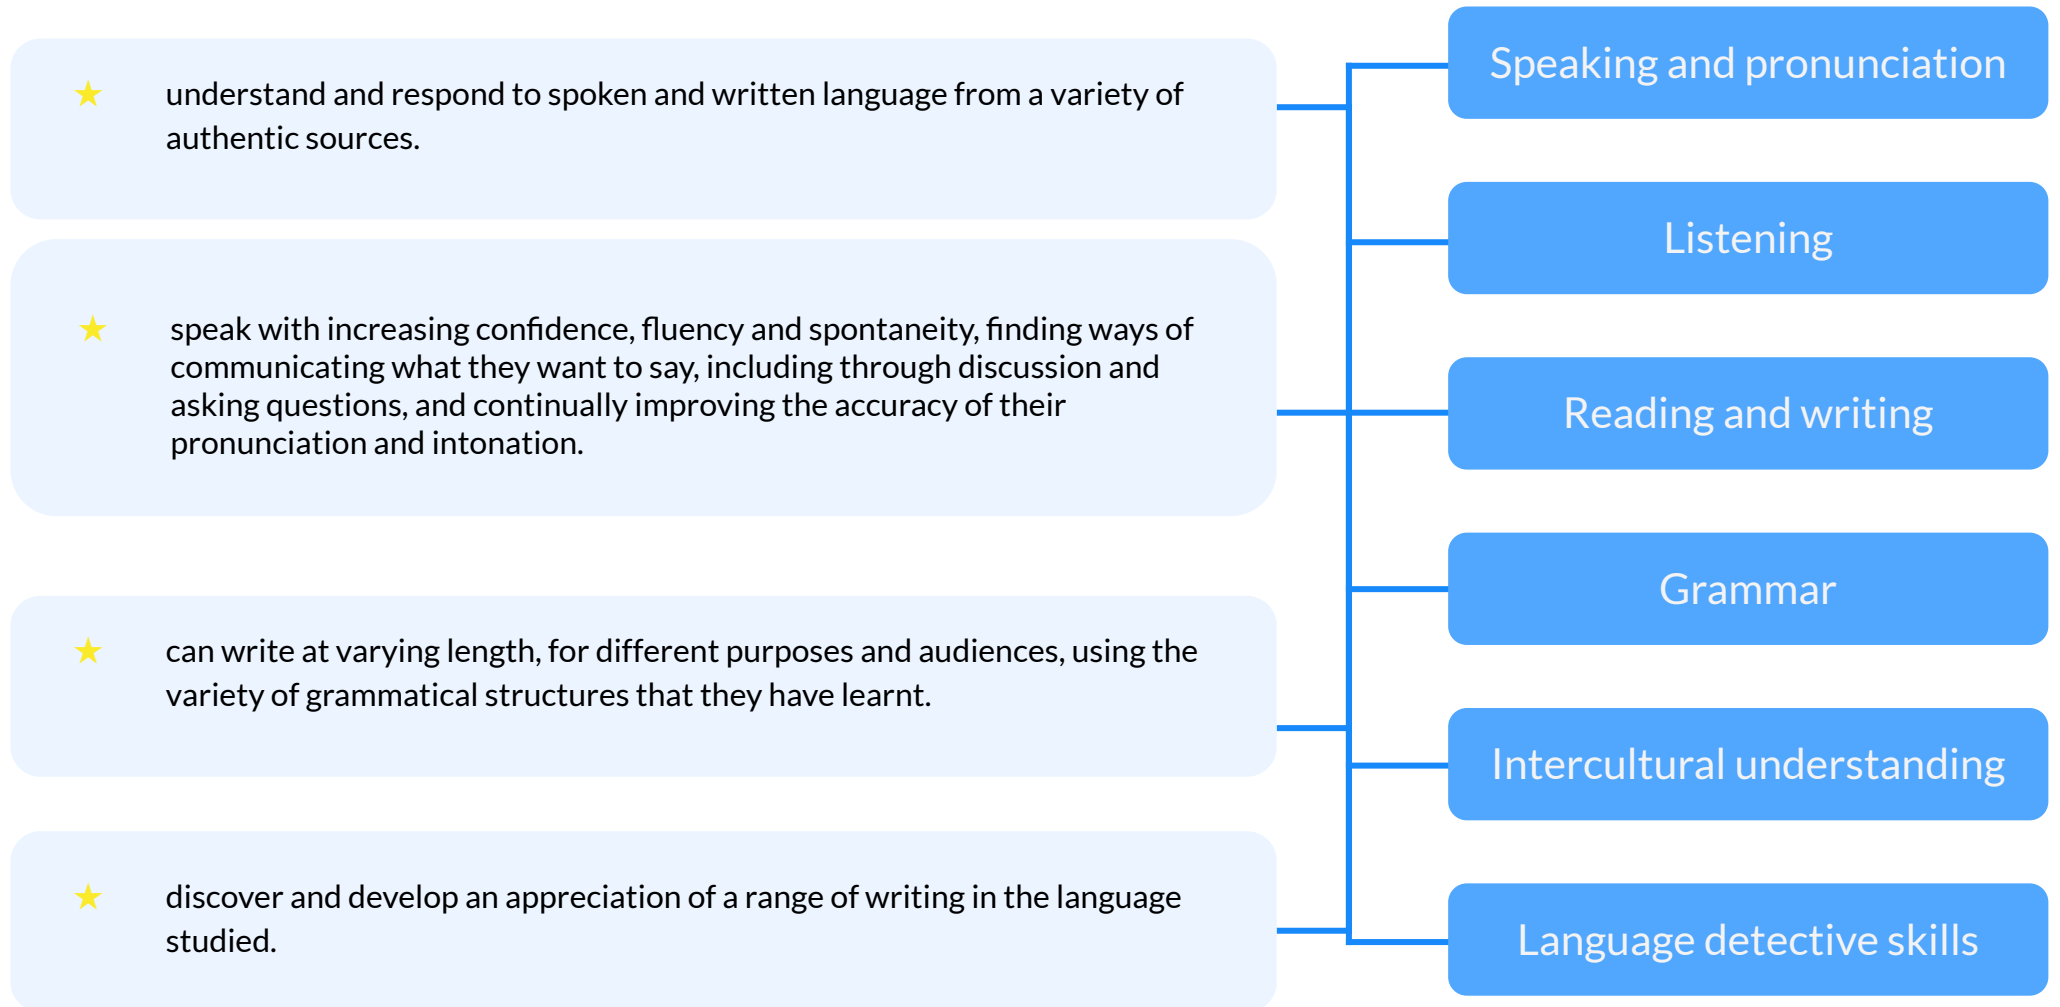 understand and respond to spoken and written language from a variety of
authentic sources.
speak with increasing confidence, fluency and spontaneity, finding ways of
communicating what they want to say, including through discussion and
asking questions, and continually improving the accuracy of their
pronunciation and intonation.
can write at varying length, for different purposes and audiences, using the
variety of grammatical structures that they have learnt.
discover and develop an appreciation of a range of writing in the language
studied.
Speaking and pronunciation
Listening
Reading and writing
Grammar
Intercultural understanding
Language detective skills